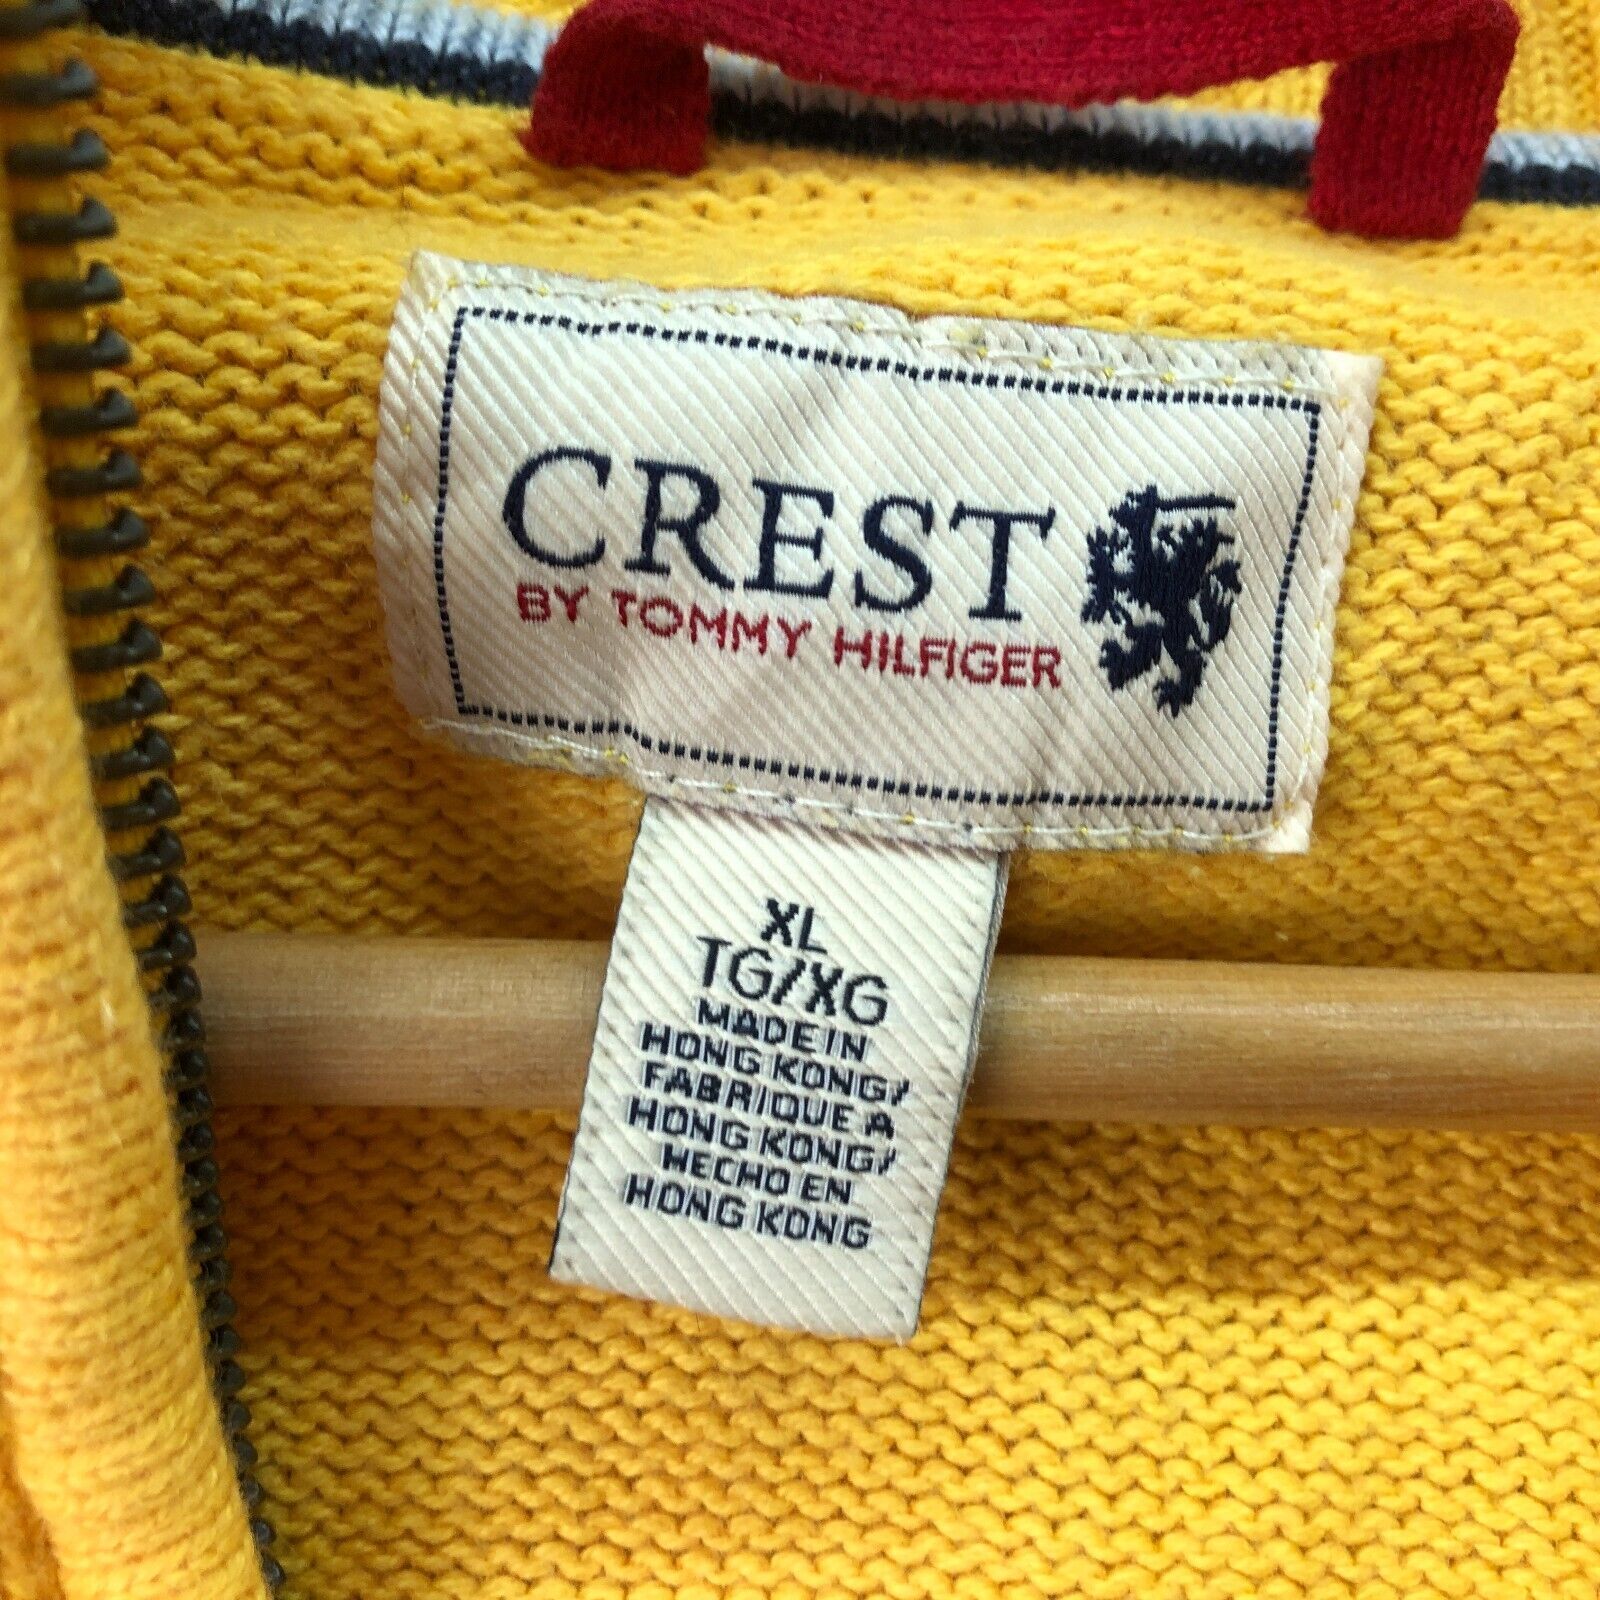 CREST
BY TOMMY HILFIGER
XL
TG/XG
MADE IN
HONG KONG/
FABRIQUE A
HONG KONG/
HECHO EN
HONG KONG